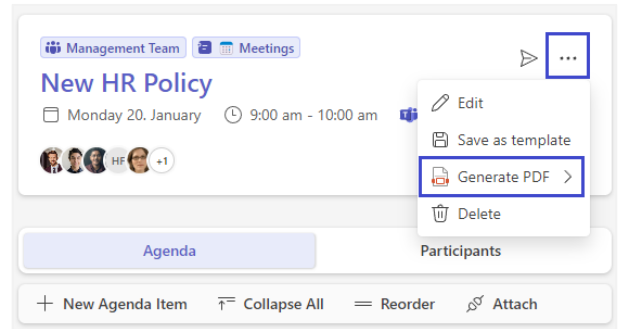 Management Team Meetings
New HR Policy
Monday 20. January 9:00 am - 10:00 am
HF +1
Edit
Save as template
Generate PDF
Delete
Agenda Participants
New Agenda Item Collapse All Reorder Attach